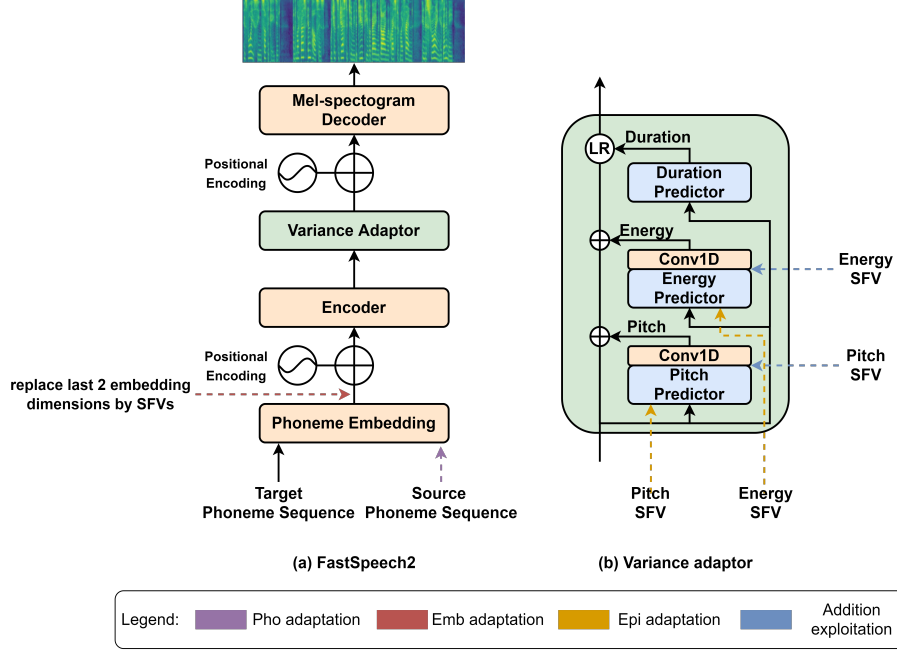 Mel-spectogram
Decoder
Positional
Encoding
Variance Adaptor
Encoder
Positional
Encoding
replace last 2 embedding
dimensions by SFVs
Phoneme Embedding
Target
Phoneme Sequence
Source
Phoneme Sequence
(a) FastSpeech2
LR
Duration
Duration
Predictor
Energy
Conv1D
Energy
Predictor
Energy
SFV
Pitch
Conv1D
Pitch
Predictor
Pitch
SFV
Pitch
SFV
Energy
SFV
(b) Variance adaptor
Legend:
Pho adaptation
Emb adaptation
Epi adaptation
Addition
exploitation